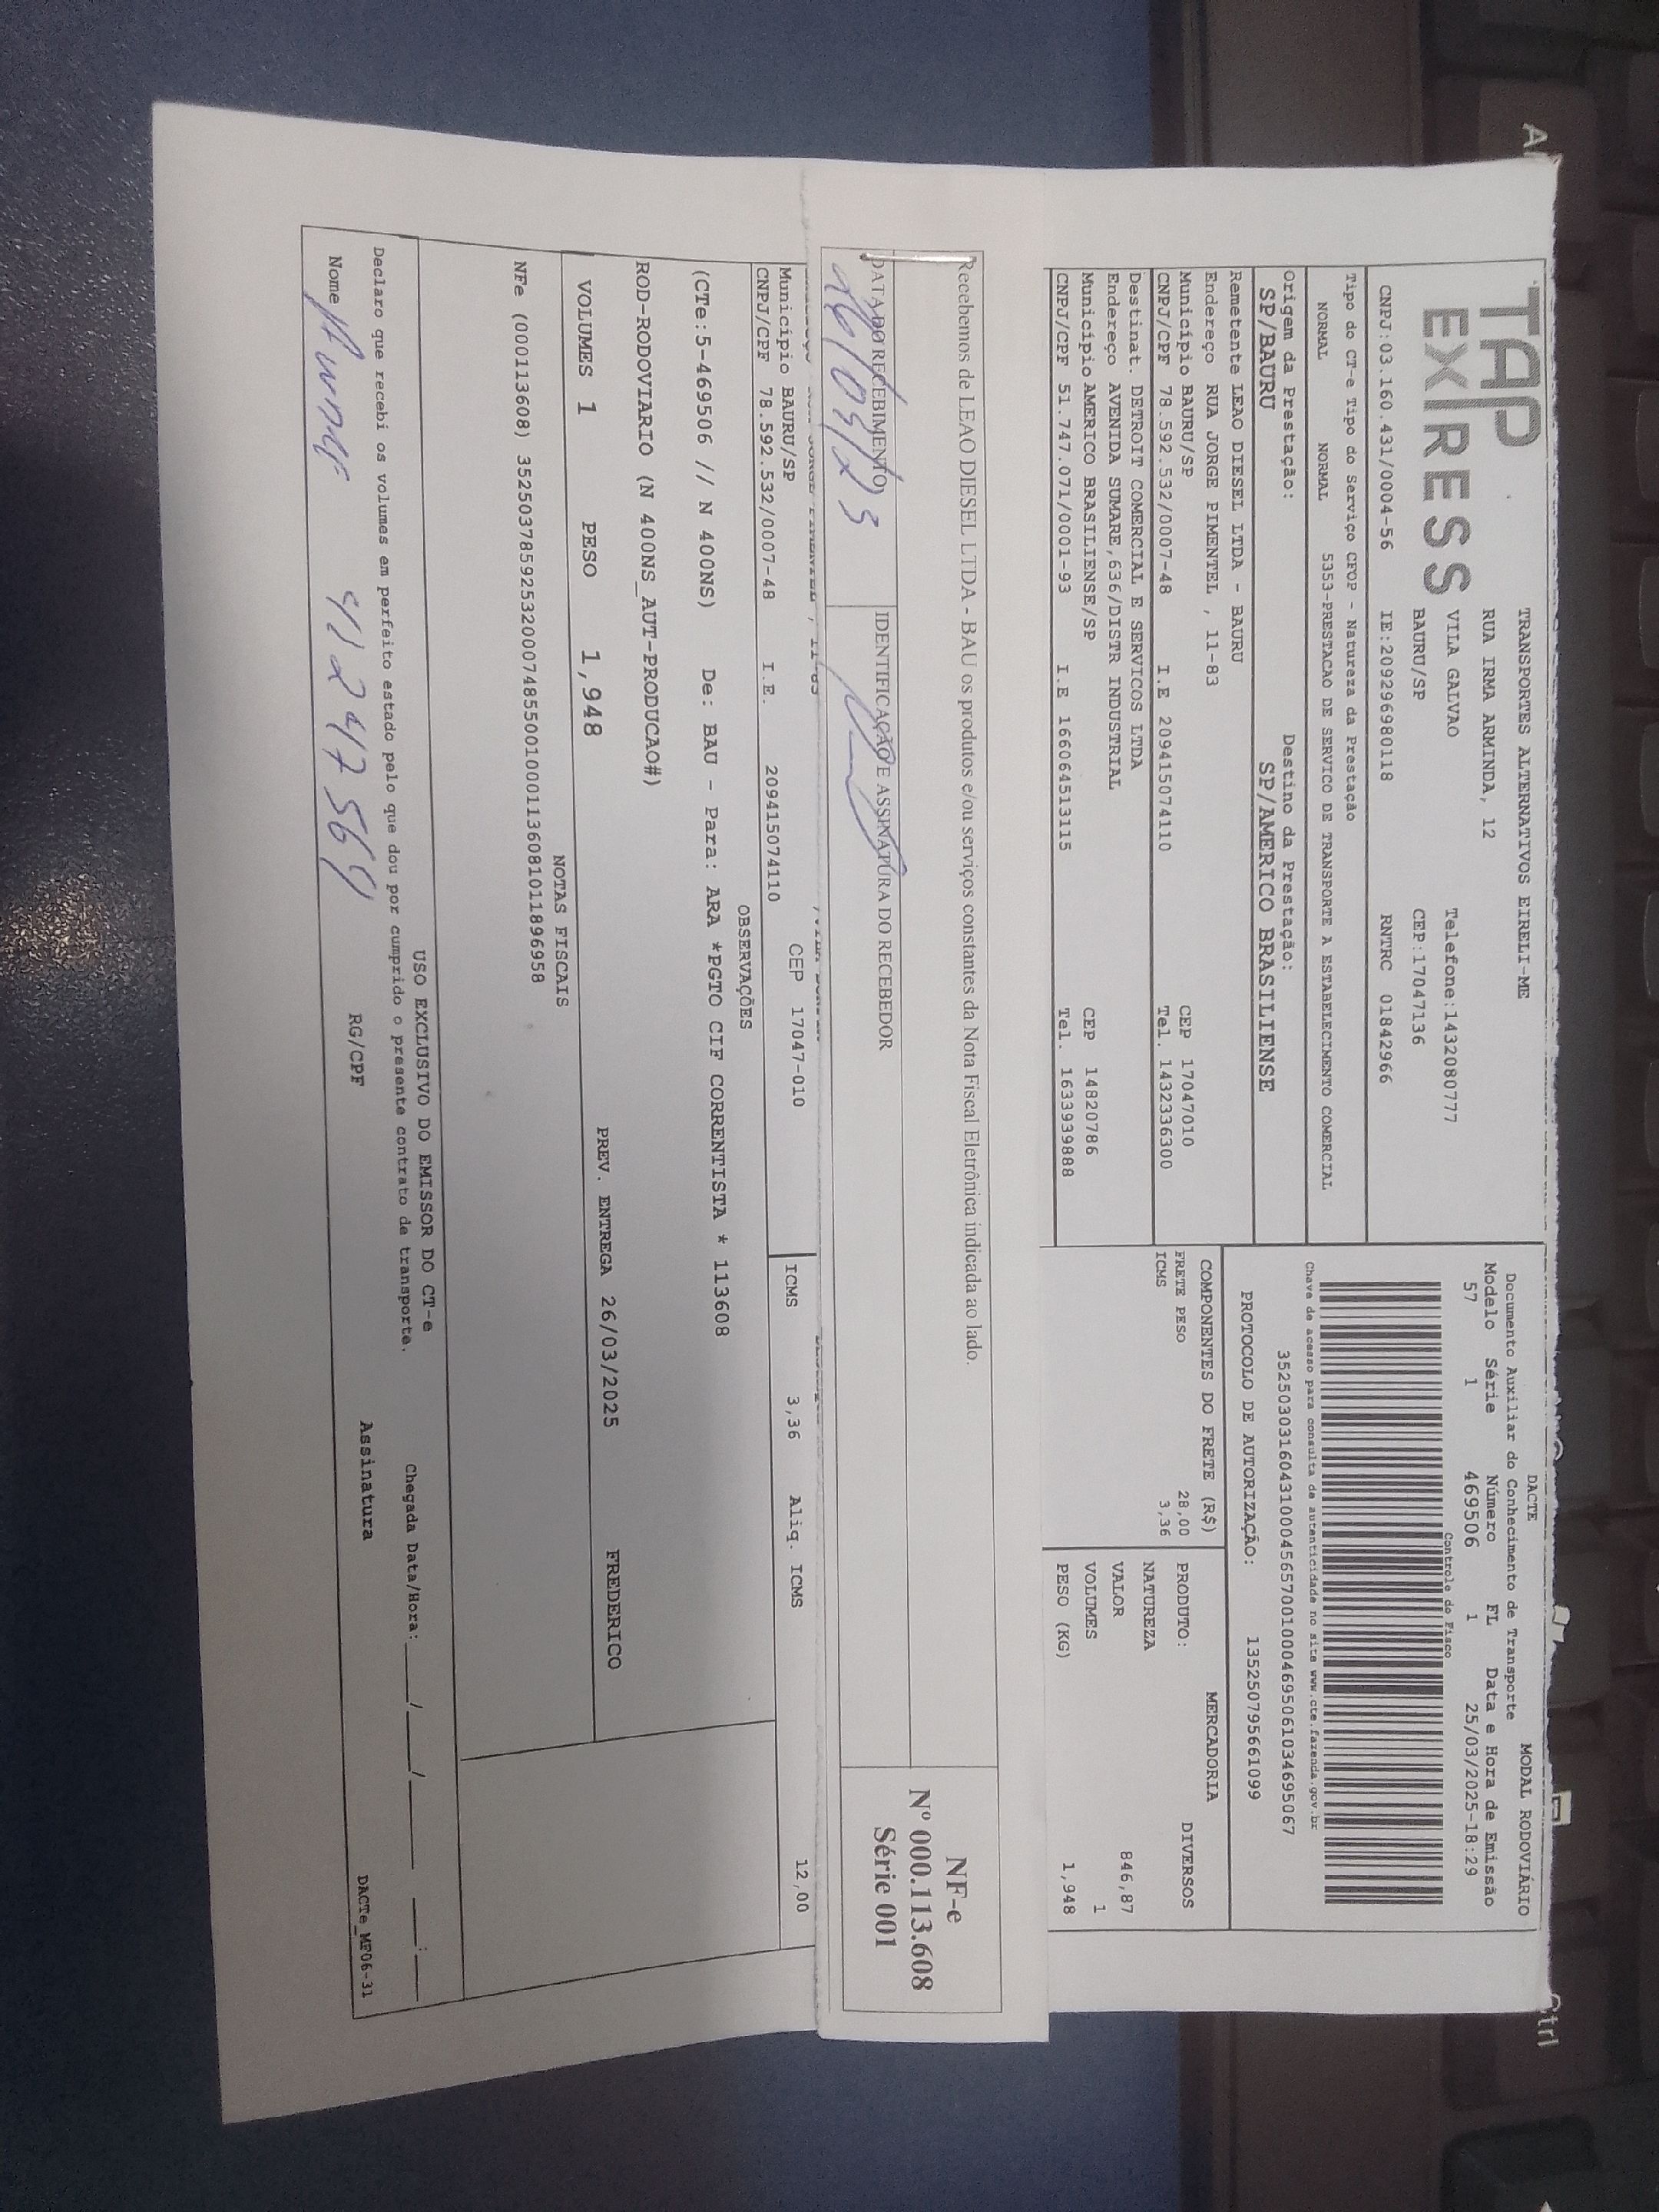 TAP
EXPRESS
TRANSPORTES ALTERNATIVOS EIRELI-ME
RUA IRMA ARMINDA, 12
VILA GALVAO Telefone:1432080777
BAURU/SP CEP:17047136
CNPJ:03.160.431/0004-56 IE:209296980118 RNTRC 01842966
Tipo do CT-e Tipo do Serviço CFOP - Natureza da Prestação
NORMAL NORMAL 5353-PRESTACAO DE SERVICO DE TRANSPORTE A ESTABELECIMENTO COMERCIAL
Origem da Prestação: Destino da Prestação:
SP/BAURU SP/AMERICO BRASILIENSE
Remetente LEAO DIESEL LTDA - BAURU
Endereço RUA JORGE PIMENTEL , 11-83
Município BAURU/SP CEP 17047010
CNPJ/CPF 78.592.532/0007-48 I.E 209415074110 Tel. 1432336300
Destinat. DETROIT COMERCIAL E SERVICOS LTDA
Endereço AVENIDA SUMARE,636/DISTR INDUSTRIAL
Município AMERICO BRASILIENSE/SP CEP 14820786
CNPJ/CPF 51.747.071/0001-93 I.E 166064513115 Tel. 1633939888
DACTE MODAL RODOVIÁRIO
Documento Auxiliar do Conhecimento de Transporte
Modelo Série Número FL Data e Hora de Emissão
57 1 469506 1 25/03/2025-18:29
Controle do Fisco
Chave de acesso para consulta de autenticidade no site www.cte.fazenda.gov.br
35250303160431000456570010004695061034695067
PROTOCOLO DE AUTORIZAÇÃO: 135250795661099
COMPONENTES DO FRETE (R$)
FRETE PESO 28,00
ICMS 3,36
MERCADORIA
PRODUTO: DIVERSOS
NATUREZA
VALOR 846,87
VOLUMES 1
PESO (KG) 1,948
Recebemos de LEAO DIESEL LTDA - BAU os produtos e/ou serviços constantes da Nota Fiscal Eletrônica indicada ao lado.
DATA DO RECEBIMENTO IDENTIFICAÇÃO E ASSINATURA DO RECEBEDOR
NF-e
Nº 000.113.608
Série 001
Município BAURU/SP CEP 17047-010
CNPJ/CPF 78.592.532/0007-48 I.E. 209415074110
ICMS 3,36 Aliq. ICMS 12,00
OBSERVAÇÕES
(CTe:5-469506 // N 400NS) De: BAU - Para: ARA *PGTO CIF CORRENTISTA * 113608
ROD-RODOVIARIO (N 400NS_AUT-PRODUCAO#)
VOLUMES 1 PESO 1,948 PREV. ENTREGA 26/03/2025 FREDERICO
NOTAS FISCAIS
NFe (000113608) 35250378592532000748550010001136081011896958
USO EXCLUSIVO DO EMISSOR DO CT-e
Declaro que recebi os volumes em perfeito estado pelo que dou por cumprido o presente contrato de transporte. Chegada Data/Hora:____/____/____ ___:___
Nome RG/CPF Assinatura
DACTe_MF06-31
Ctrl